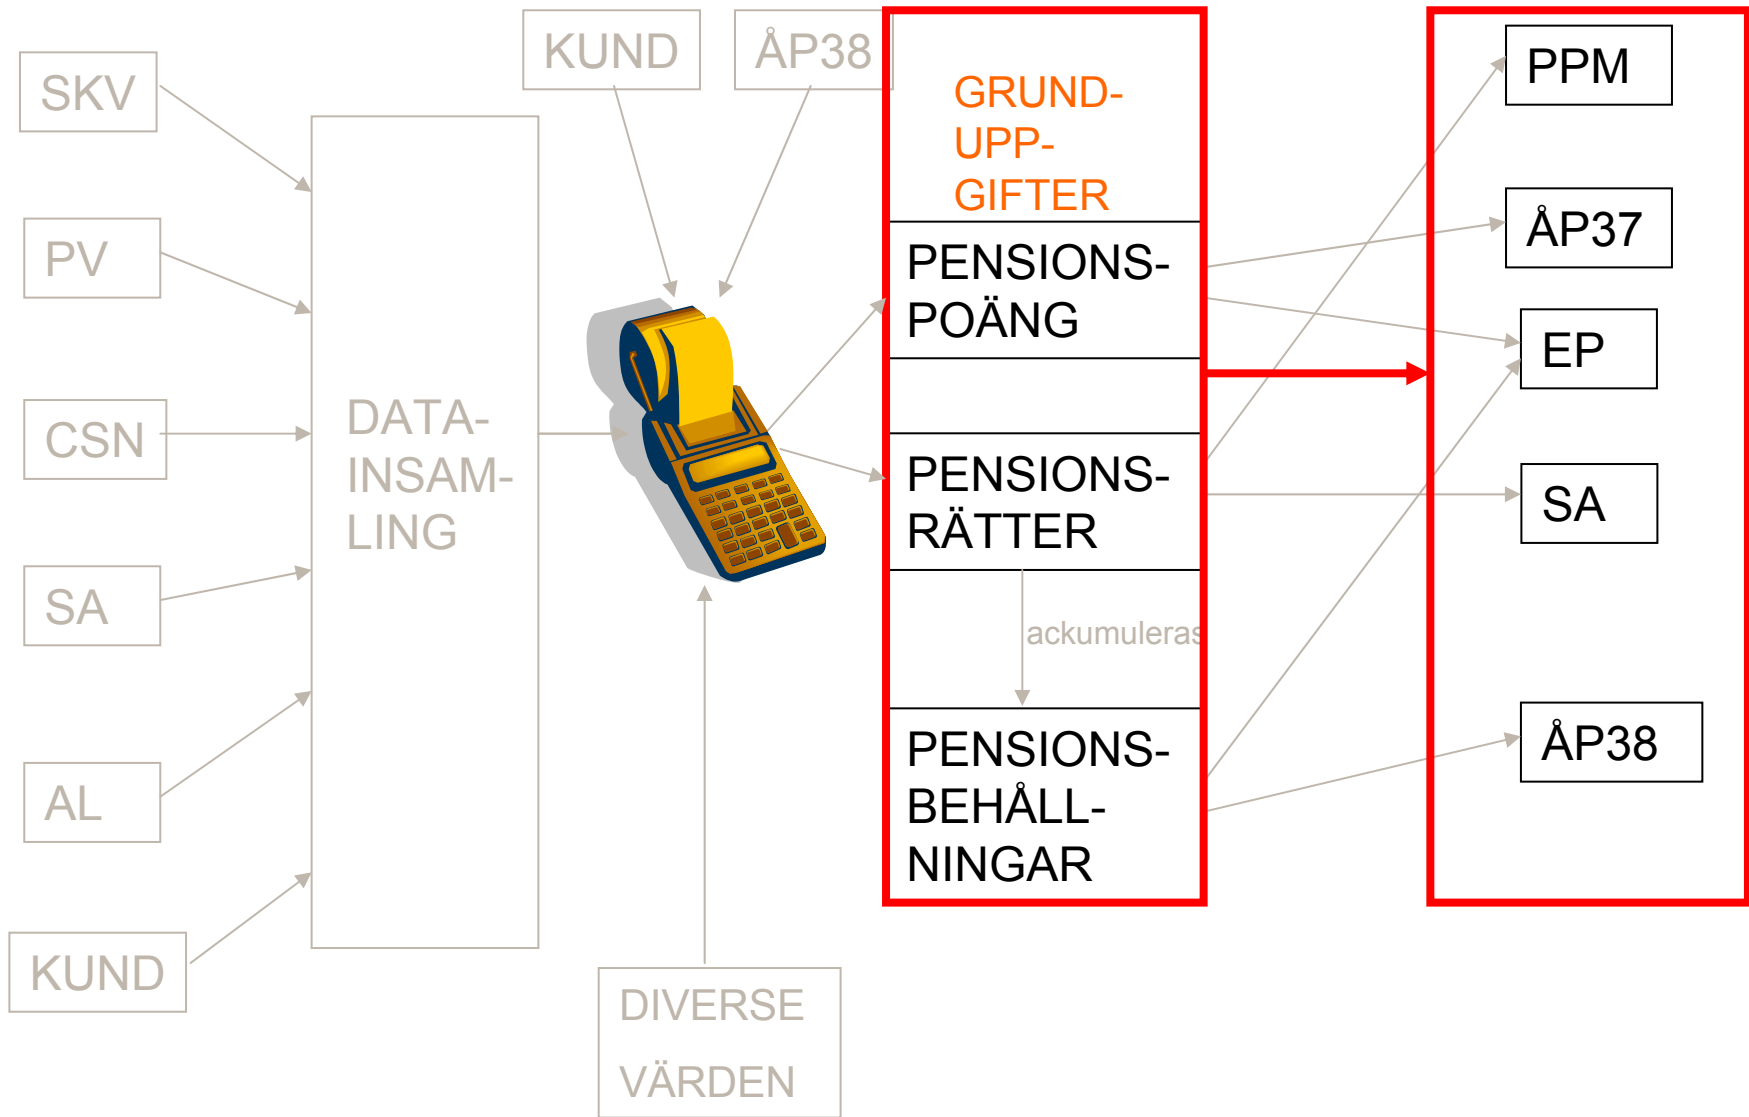 SKV
PV
CSN
SA
AL
KUND
DATA-
INSAM-
LING
KUND
ÅP38
DIVERSE
VÄRDEN
GRUND-
UPP-
GIFTER
PENSIONS-
POÄNG
PENSIONS-
RÄTTER
ackumuleras
PENSIONS-
BEHÅLL-
NINGAR
PPM
ÅP37
EP
SA
ÅP38